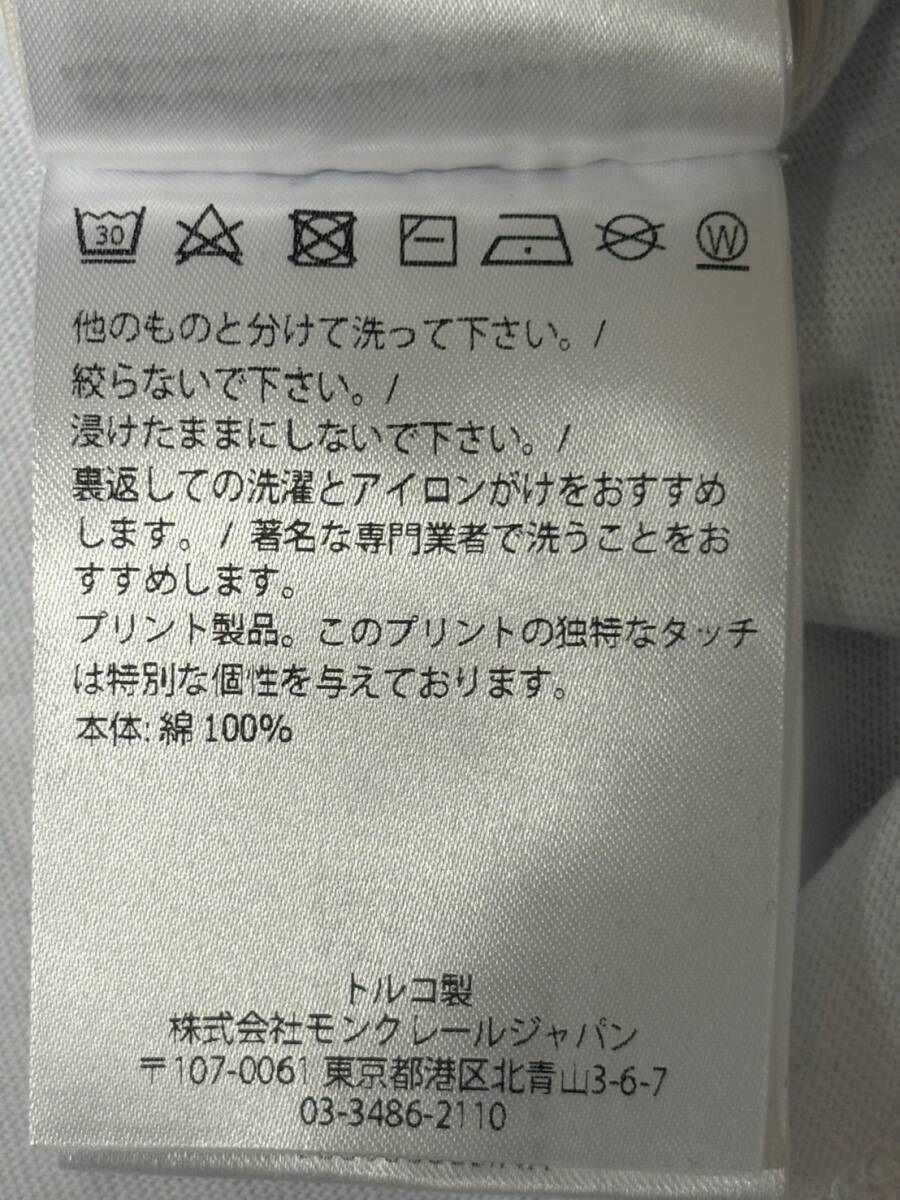 30
W
他のものと分けて洗って下さい。/
絞らないで下さい。/
浸けたままにしないで下さい。/
裏返しての洗濯とアイロンがけをおすすめ
します。/ 著名な専門業者で洗うことをお
すすめします。
プリント製品。このプリントの独特なタッチ
は特別な個性を与えております。
本体: 綿 100%
トルコ製
株式会社モンクレールジャパン
〒107-0061 東京都港区北青山3-6-7
03-3486-2110